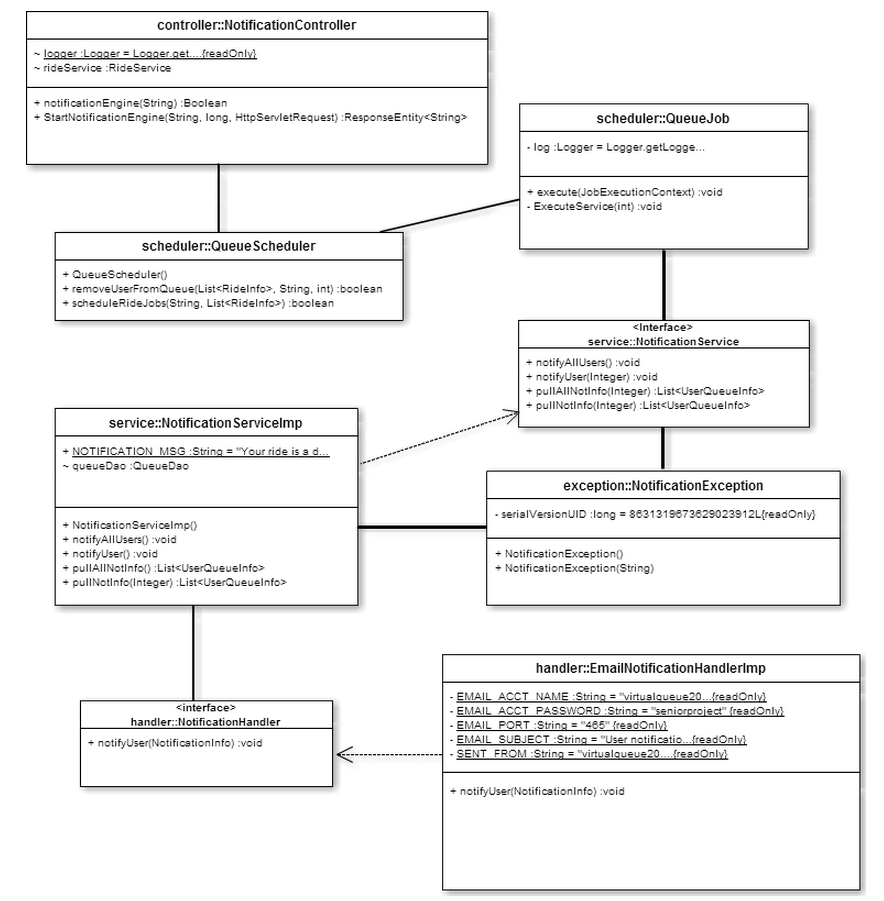 controller::NotificationController
~ logger :Logger = Logger.get....{readOnly}
~ rideService :RideService
+ notificationEngine(String) :Boolean
+ StartNotificationEngine(String, long, HttpServletRequest) :ResponseEntity<String>
scheduler::QueueJob
- log :Logger = Logger.getLogge...
+ execute(JobExecutionContext) :void
- ExecuteService(int) :void
scheduler::QueueScheduler
+ QueueScheduler()
+ removeUserFromQueue(List<RideInfo>, String, int) :boolean
+ scheduleRideJobs(String, List<RideInfo>) :boolean
<Interface>
service::NotificationService
+ notifyAllUsers() :void
+ notifyUser(Integer) :void
+ pullAllNotInfo(Integer) :List<UserQueueInfo>
+ pullNotInfo(Integer) :List<UserQueueInfo>
service::NotificationServiceImp
+ NOTIFICATION_MSG :String = "Your ride is a d...
~ queueDao :QueueDao
+ NotificationServiceImp()
+ notifyAllUsers() :void
+ notifyUser() :void
+ pullAllNotInfo() :List<UserQueueInfo>
+ pullNotInfo(Integer) :List<UserQueueInfo>
exception::NotificationException
- serialVersionUID :long = 8631319673629023912L{readOnly}
+ NotificationException()
+ NotificationException(String)
handler::EmailNotificationHandlerImp
- EMAIL_ACCT_NAME :String = "virtualqueue20...{readOnly}
- EMAIL_ACCT_PASSWORD :String = "seniorproject" {readOnly}
- EMAIL_PORT :String = "465" {readOnly}
- EMAIL_SUBJECT :String = "User notificatio...{readOnly}
- SENT_FROM :String = "virtualqueue20....{readOnly}
+ notifyUser(NotificationInfo) :void
<interface>
handler::NotificationHandler
+ notifyUser(NotificationInfo) :void